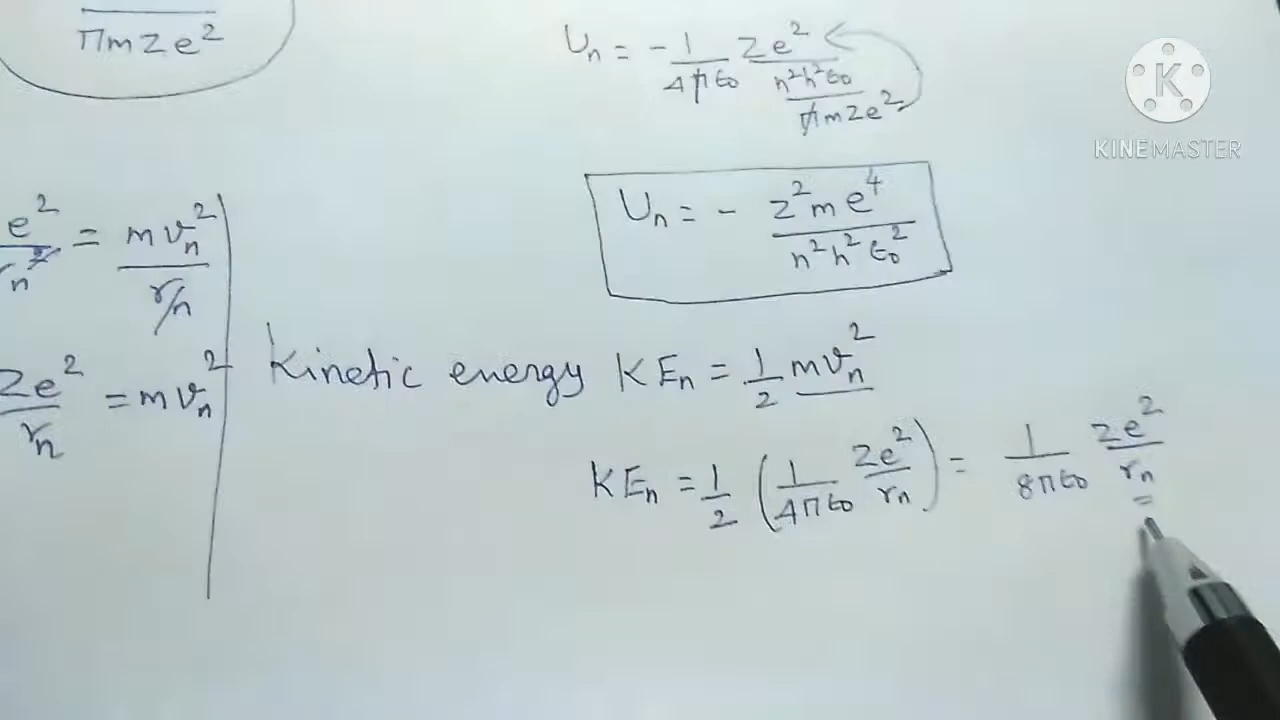 ΠmZe²
Uₙ = - 1/4πϵ₀ Ze²/(n²h²ϵ₀/πmZe²)
K
KINEMASTER
Uₙ = - z²me⁴/n²h²ϵ₀²
e²/rₙ² = mvₙ²/rₙ
Ze²/rₙ = mvₙ²
Kinetic energy KEₙ = 1/2 mvₙ²
KEₙ = 1/2 (1/4πϵ₀ Ze²/rₙ) = 1/8πϵ₀ Ze²/rₙ